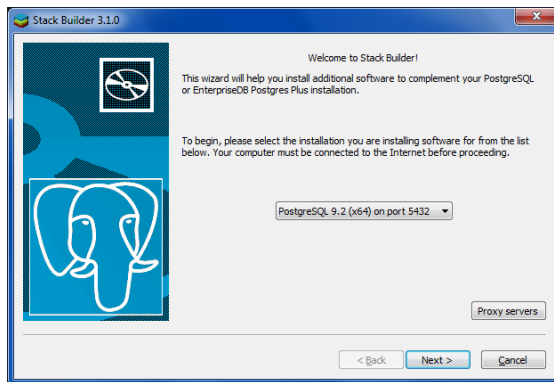 Stack Builder 3.1.0
Welcome to Stack Builder!
This wizard will help you install additional software to complement your PostgreSQL
or EnterpriseDB Postgres Plus installation.
To begin, please select the installation you are installing software for from the list
below. Your computer must be connected to the Internet before proceeding.
PostgreSQL 9.2 (x64) on port 5432
Proxy servers
< Back Next > Cancel